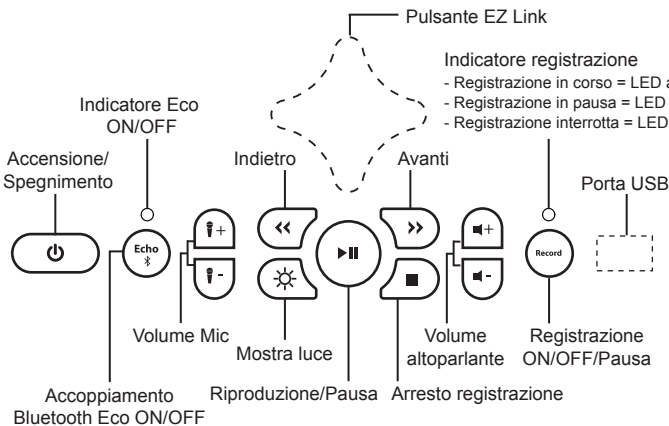 Pulsante EZ Link
Indicatore registrazione
- Registrazione in corso = LED
- Registrazione in pausa = LED
- Registrazione interrotta = LED
Indicatore Eco
ON/OFF
Accensione/
Spegnimento
Indietro
Avanti
Porta USB
Echo
+
-
+
-
Record
Volume Mic
Mostra luce
Volume
altoparlante
Registrazione
ON/OFF/Pausa
Accoppiamento
Bluetooth Eco ON/OFF
Riproduzione/Pausa
Arresto registrazione